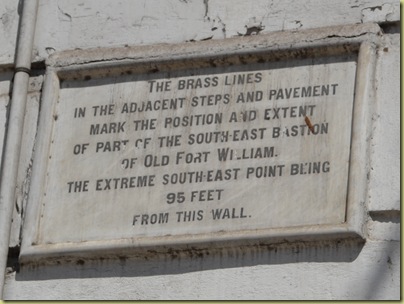 THE BRASS LINES
IN THE ADJACENT STEPS AND PAVEMENT
MARK THE POSITION AND EXTENT
OF PART OF THE SOUTH-EAST BASTION
OF OLD FORT WILLIAM.
THE EXTREME SOUTH-EAST POINT BEING
95 FEET
FROM THIS WALL.